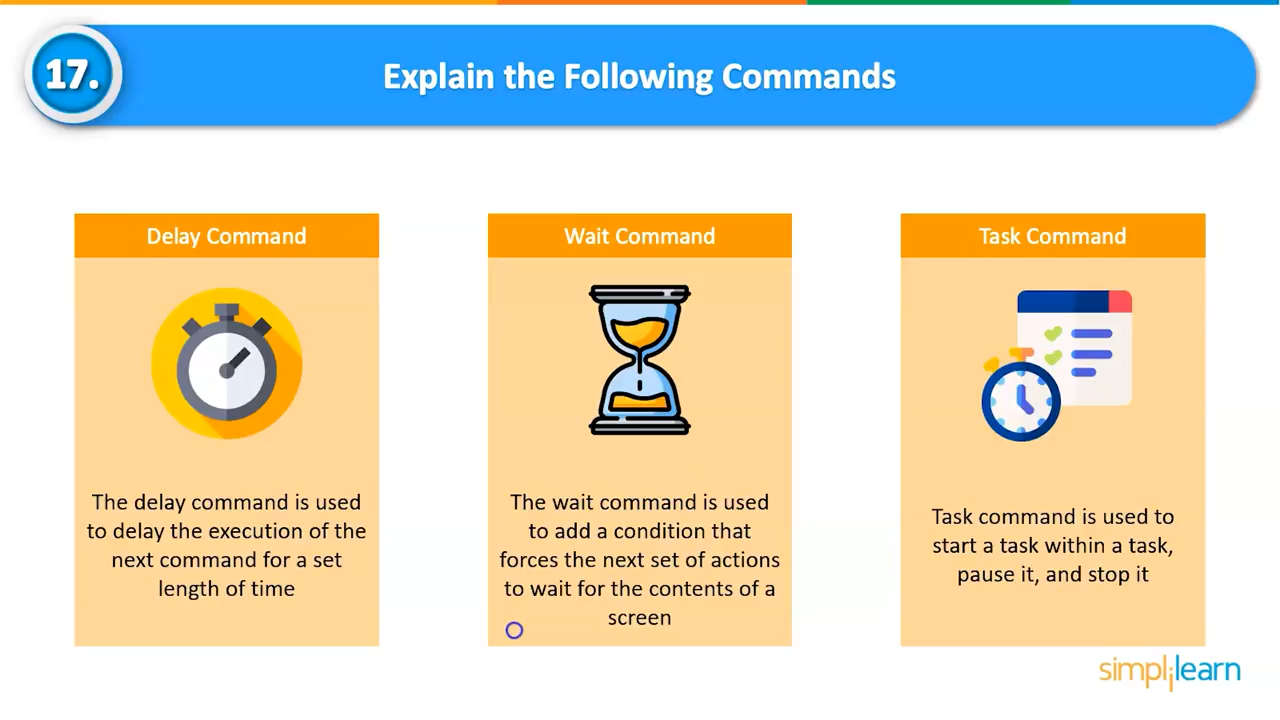 17.
Explain the Following Commands
Delay Command
The delay command is used
to delay the execution of the
next command for a set
length of time
Wait Command
The wait command is used
to add a condition that
forces the next set of actions
to wait for the contents of a
screen
Task Command
Task command is used to
start a task within a task,
pause it, and stop it
simplilearn